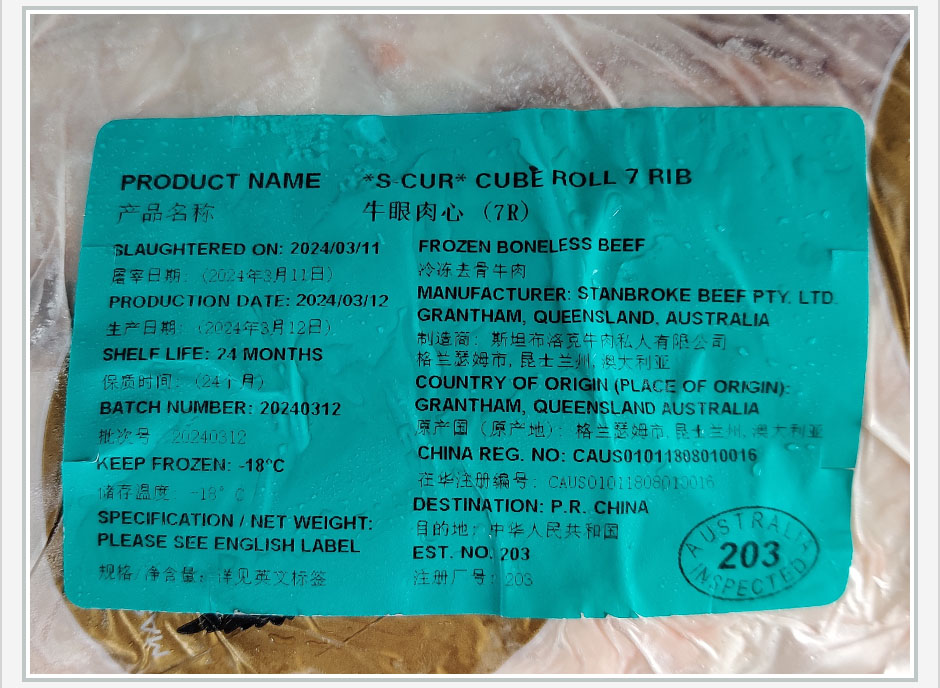 PRODUCT NAME *S-CUR* CUBE ROLL 7 RIB
产品名称 牛眼肉心 (7R)
SLAUGHTERED ON: 2024/03/11
屠宰日期: (2024年3月11日)
PRODUCTION DATE: 2024/03/12
生产日期: (2024年3月12日)
SHELF LIFE: 24 MONTHS
保质时间: (24个月)
BATCH NUMBER: 20240312
批次号: 20240312
KEEP FROZEN: -18°C
储存温度: -18°C
SPECIFICATION / NET WEIGHT:
PLEASE SEE ENGLISH LABEL
规格/净含量: 详见英文标签
FROZEN BONELESS BEEF
冷冻去骨牛肉
MANUFACTURER: STANBROKE BEEF PTY. LTD.
GRANTHAM, QUEENSLAND, AUSTRALIA
制造商: 斯坦布洛克牛肉私人有限公司
格兰瑟姆市, 昆士兰州, 澳大利亚
COUNTRY OF ORIGIN (PLACE OF ORIGIN):
GRANTHAM, QUEENSLAND AUSTRALIA
原产国 (原产地): 格兰瑟姆市, 昆士兰州, 澳大利亚
CHINA REG. NO: CAUS01011808010016
在华注册编号: CAUS01011808010016
DESTINATION: P.R. CHINA
目的地: 中华人民共和国
EST. NO. 203
注册厂号: 203
AUSTRALIA
203
INSPECTED